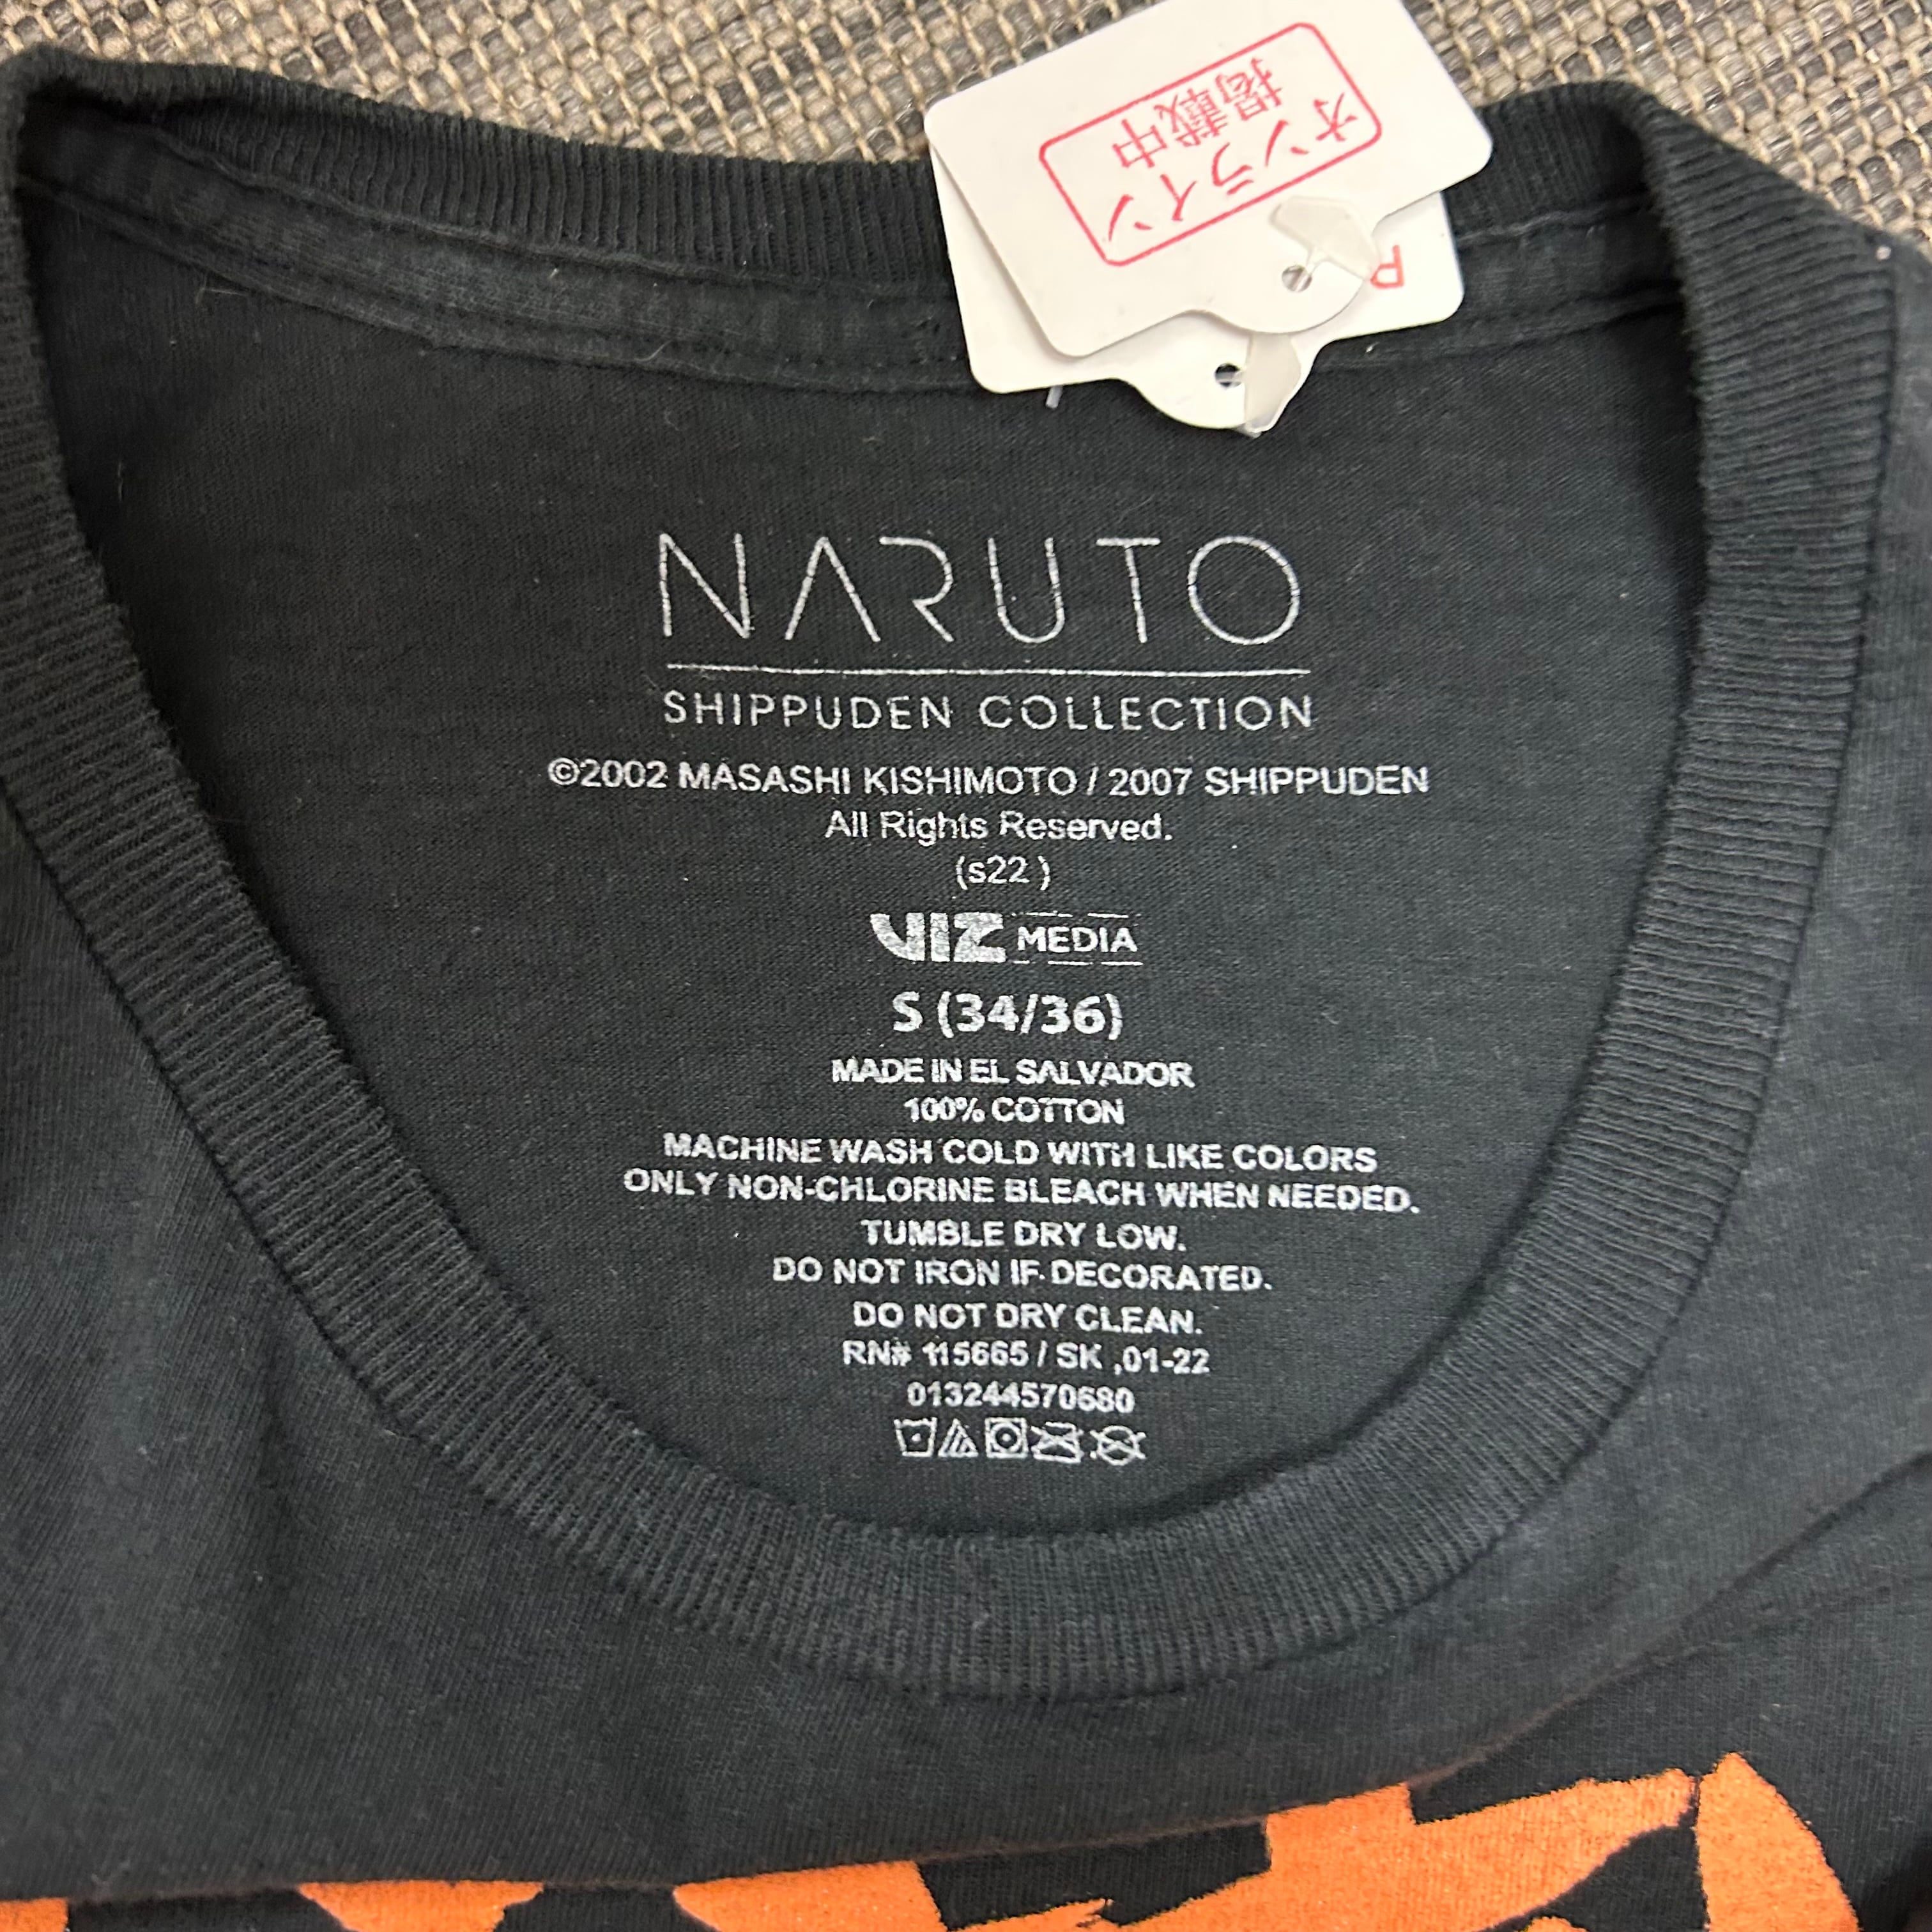 オンライン
掲載中
R
NARUTO
SHIPPUDEN COLLECTION
©2002 MASASHI KISHIMOTO / 2007 SHIPPUDEN
All Rights Reserved.
(s22 )
VIZ MEDIA
S (34/36)
MADE IN EL SALVADOR
100% COTTON
MACHINE WASH COLD WITH LIKE COLORS
ONLY NON-CHLORINE BLEACH WHEN NEEDED.
TUMBLE DRY LOW.
DO NOT IRON IF DECORATED.
DO NOT DRY CLEAN.
RN# 115665 / SK ,01-22
013244570680